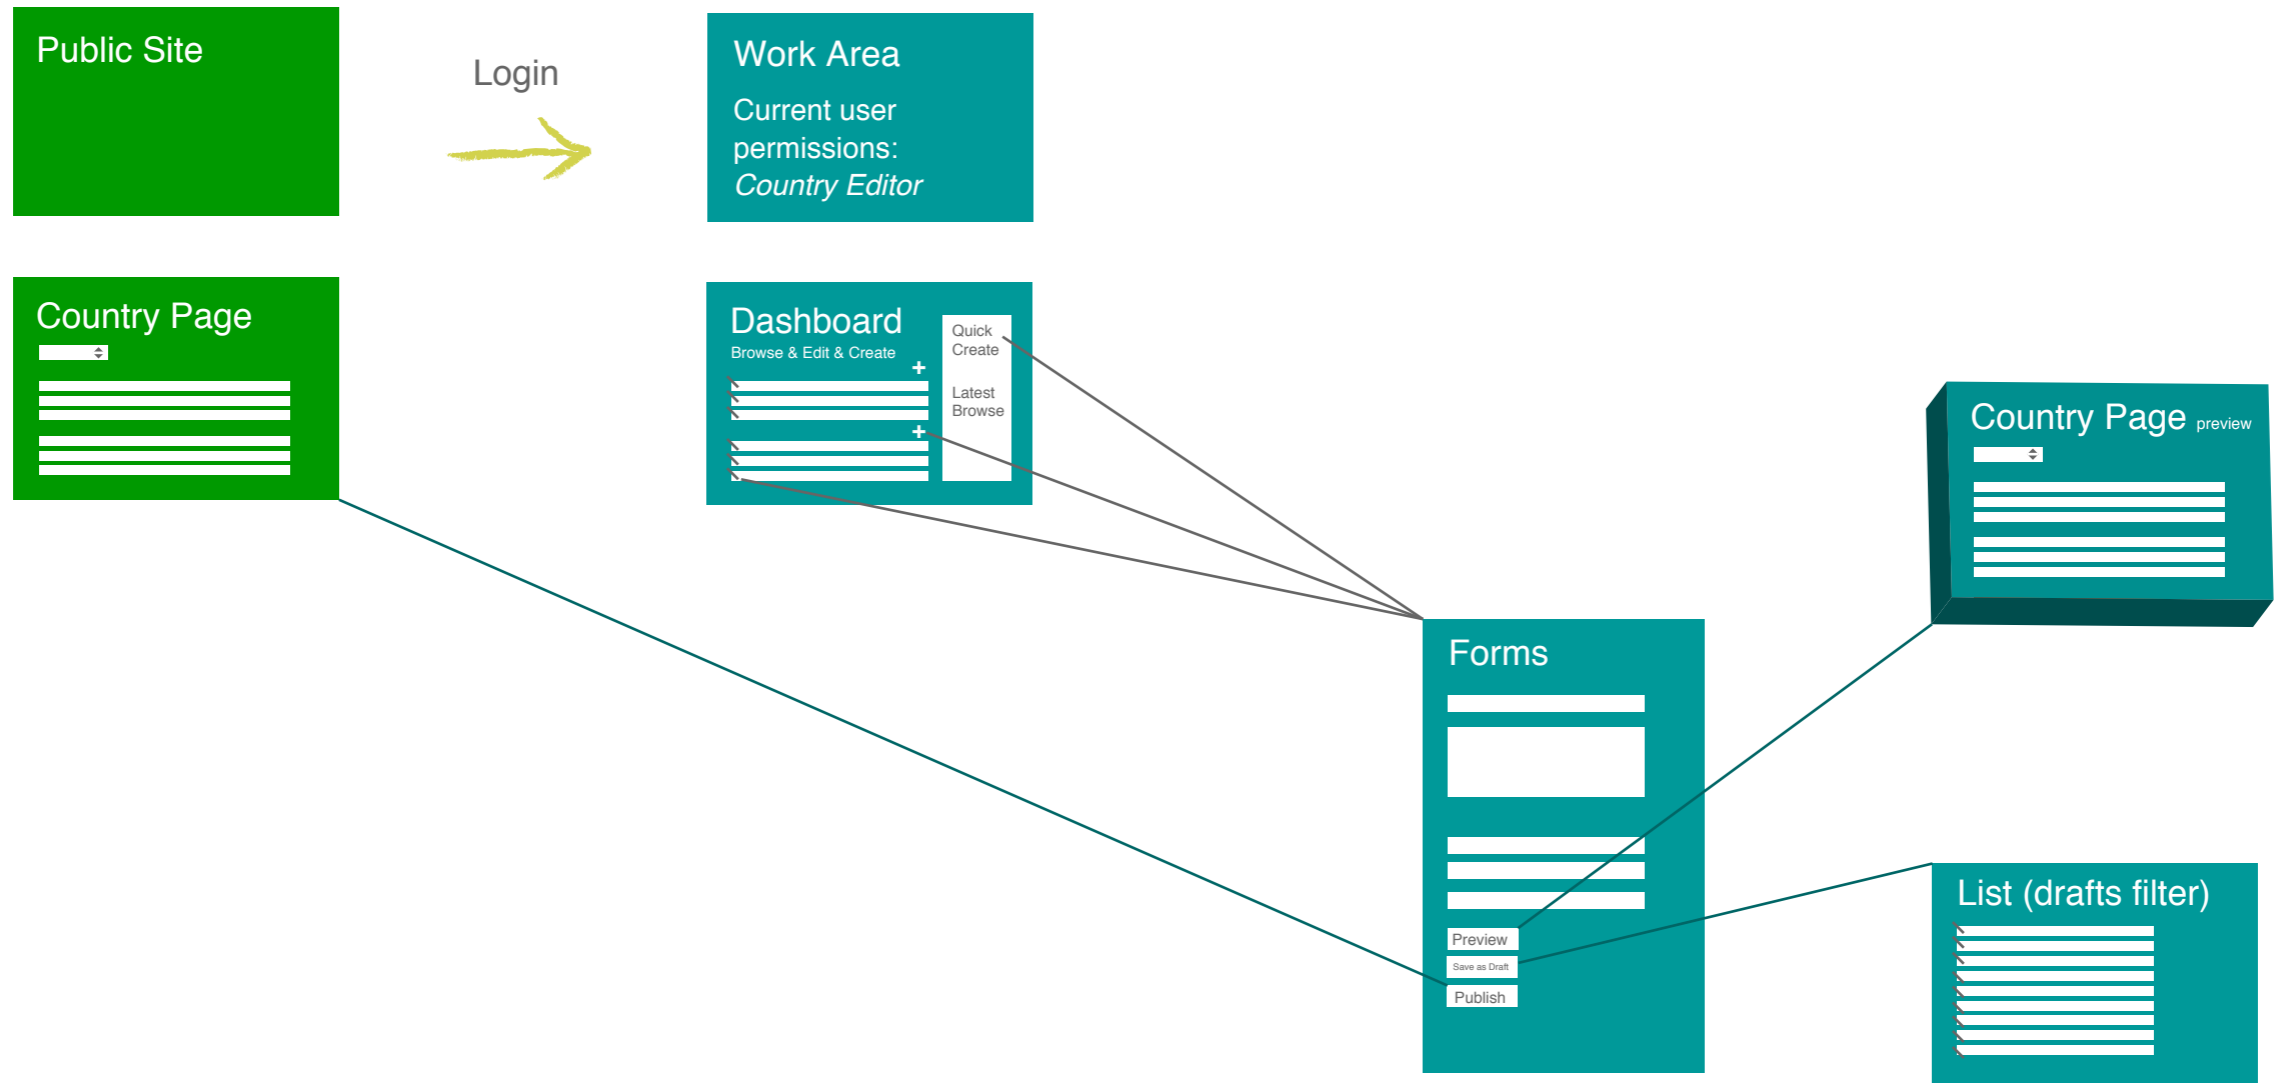 Public Site
Login
Work Area
Current user
permissions:
Country Editor
Country Page
Dashboard
Browse & Edit & Create
+
+
Quick
Create
Latest
Browse
Country Page preview
Forms
Preview
Save as Draft
Publish
List (drafts filter)